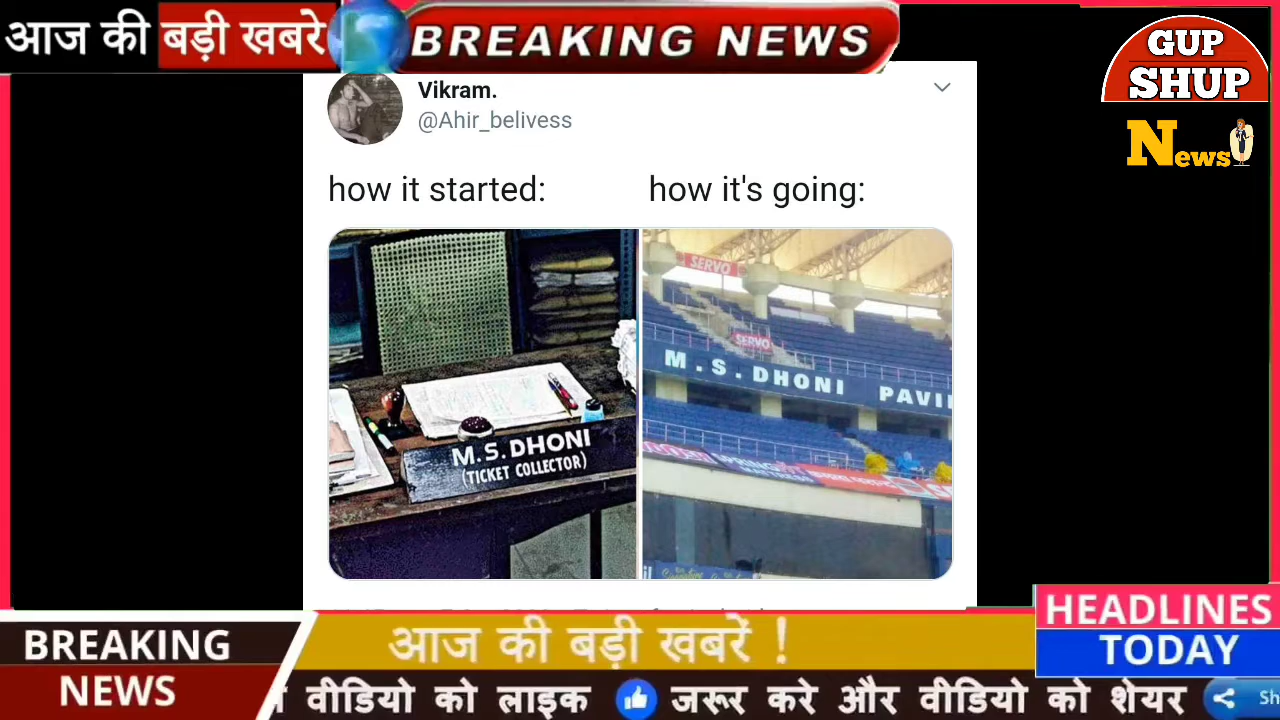 आज की बड़ी खबरे
BREAKING NEWS
GUP
SHUP
News
Vikram.
@Ahir_belivess
how it started:
how it's going:
M.S.DHONI
(TICKET COLLECTOR)
SERVO
SERVO
M.S.DHONI PAVI
BREAKING
NEWS
आज की बड़ी खबरें !
HEADLINES
TODAY
वीडियो को लाइक जरूर करे और वीडियो को शेयर
Sh